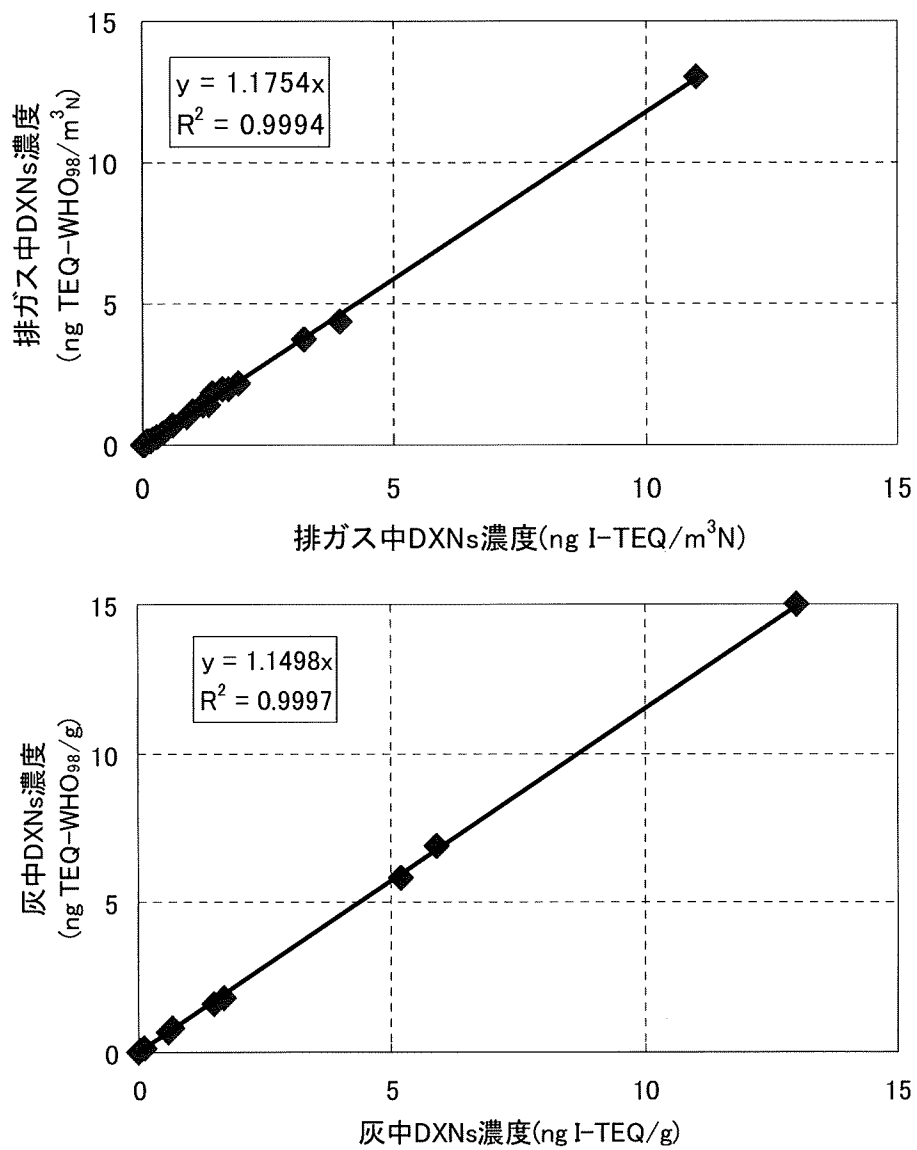 15
10
5
0
y = 1.1754x
R² = 0.9994
排ガス中DXNs濃度
(ng TEQ-WHO₉₈/m³N)
0 5 10 15
排ガス中DXNs濃度(ng I-TEQ/m³N)
15
10
5
0
y = 1.1498x
R² = 0.9997
灰中DXNs濃度
(ng TEQ-WHO₉₈/g)
0 5 10 15
灰中DXNs濃度(ng I-TEQ/g)